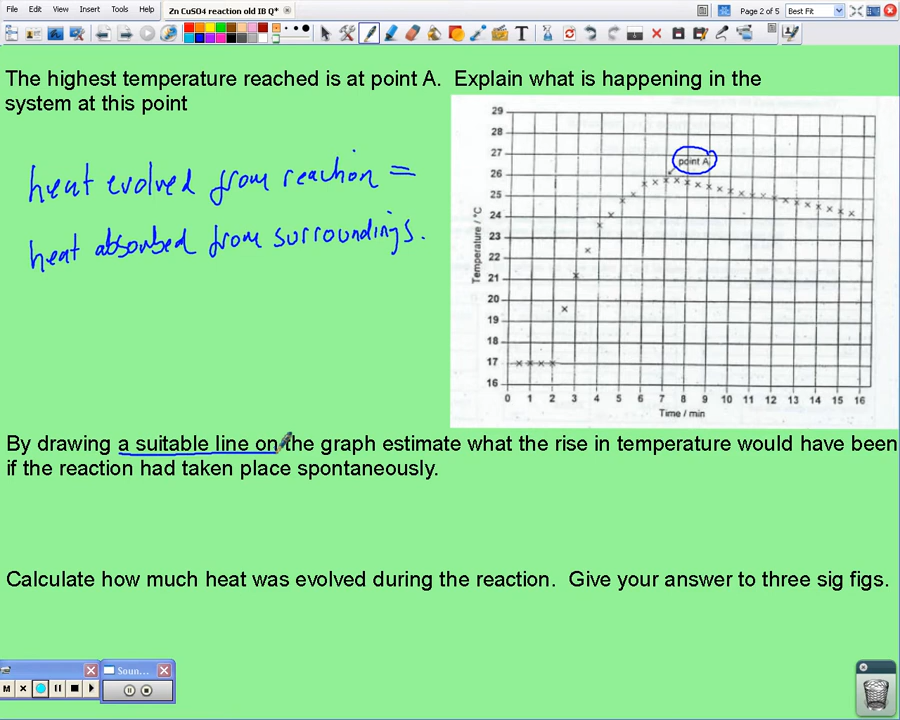 File Edit View Insert Tools Help Zn CuSO4 reaction old IB Q* Page 2 of 5 Best Fit
The highest temperature reached is at point A. Explain what is happening in the
system at this point
heat evolved from reaction =
heat absorbed from surroundings.
29
28
27
26
25
24
23
22
21
20
19
18
17
16
Temperature / °C
point A
0 1 2 3 4 5 6 7 8 9 10 11 12 13 14 15 16
Time / min
By drawing a suitable line on the graph estimate what the rise in temperature would have been
if the reaction had taken place spontaneously.
Calculate how much heat was evolved during the reaction. Give your answer to three sig figs.
Soun...
M